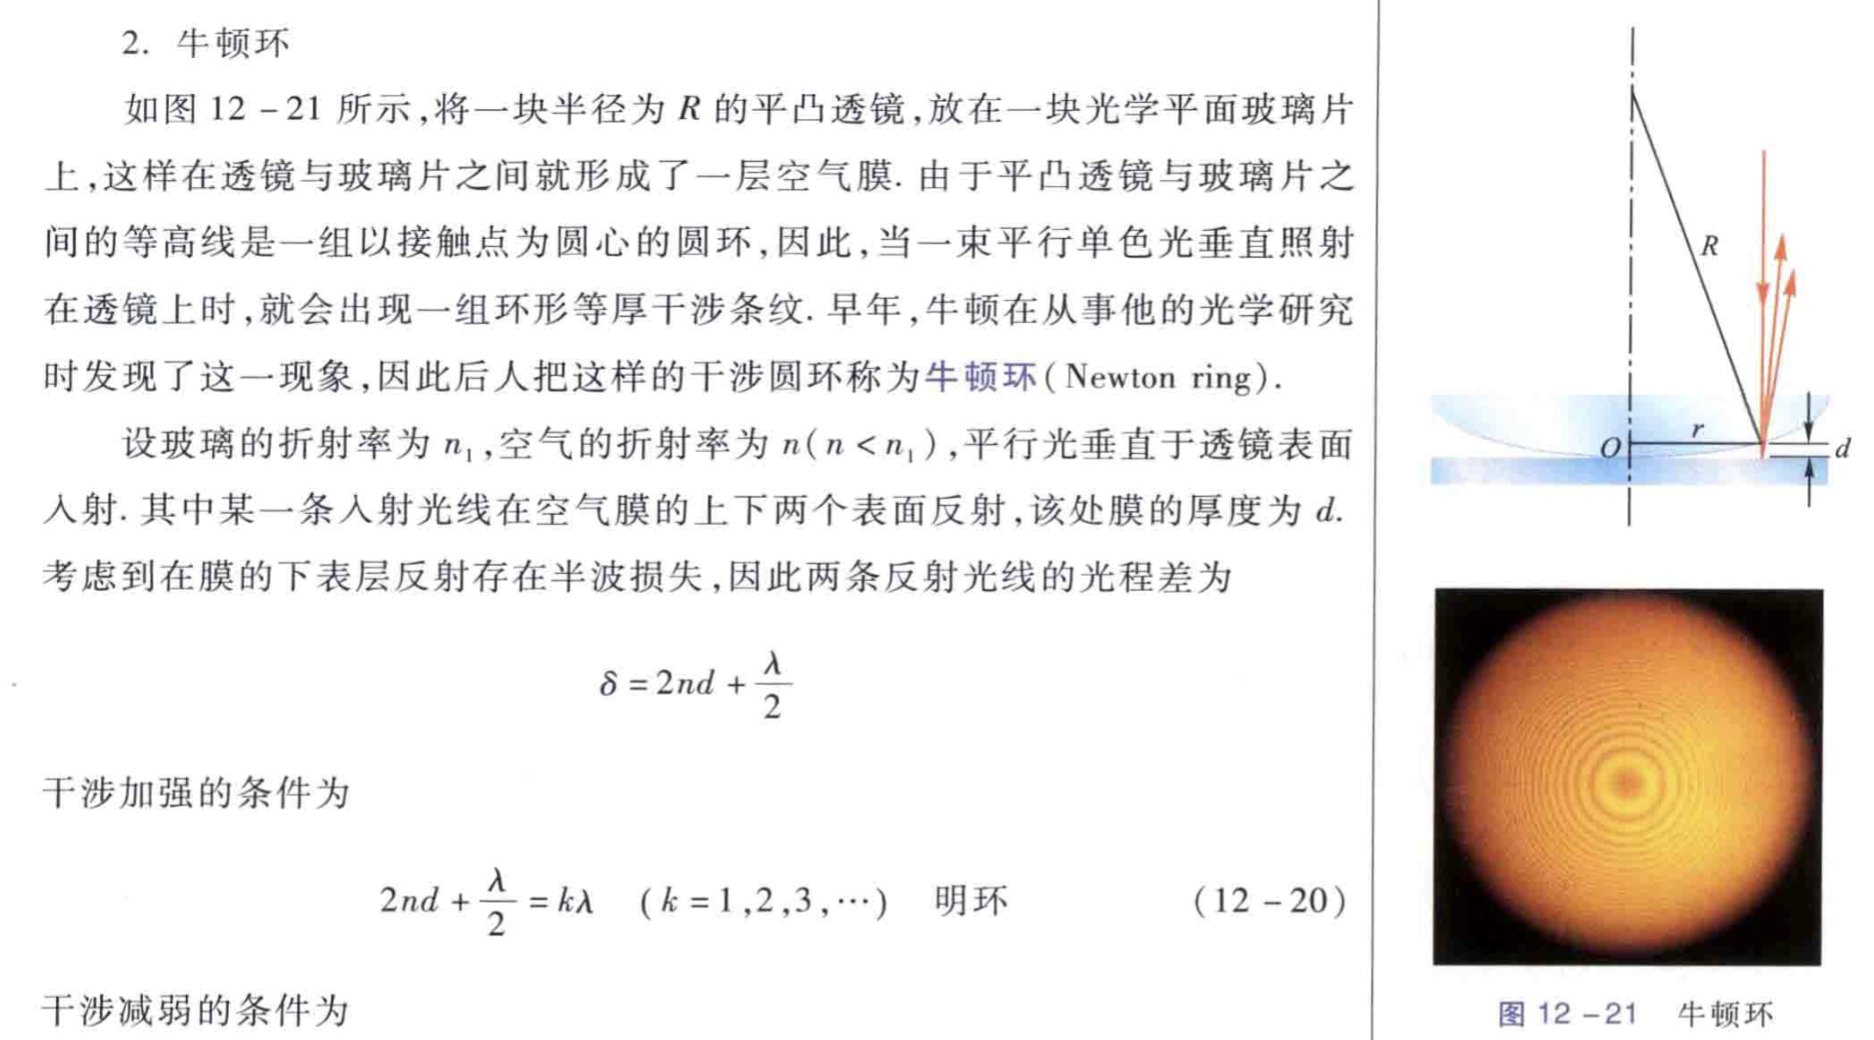 2. 牛顿环
如图 12-21 所示,将一块半径为 R 的平凸透镜,放在一块光学平面玻璃片
上,这样在透镜与玻璃片之间就形成了一层空气膜. 由于平凸透镜与玻璃片之
间的等高线是一组以接触点为圆心的圆环,因此,当一束平行单色光垂直照射
在透镜上时,就会出现一组环形等厚干涉条纹. 早年,牛顿在从事他的光学研究
时发现了这一现象,因此后人把这样的干涉圆环称为牛顿环(Newton ring).
设玻璃的折射率为 n₁,空气的折射率为 n(n<n₁),平行光垂直于透镜表面
入射. 其中某一条入射光线在空气膜的上下两个表面反射,该处膜的厚度为 d.
考虑到在膜的下表层反射存在半波损失,因此两条反射光线的光程差为
δ=2nd+λ/2
干涉加强的条件为
2nd+λ/2=kλ (k=1,2,3,⋯) 明环 (12-20)
干涉减弱的条件为
R
r
O
d
图 12-21 牛顿环